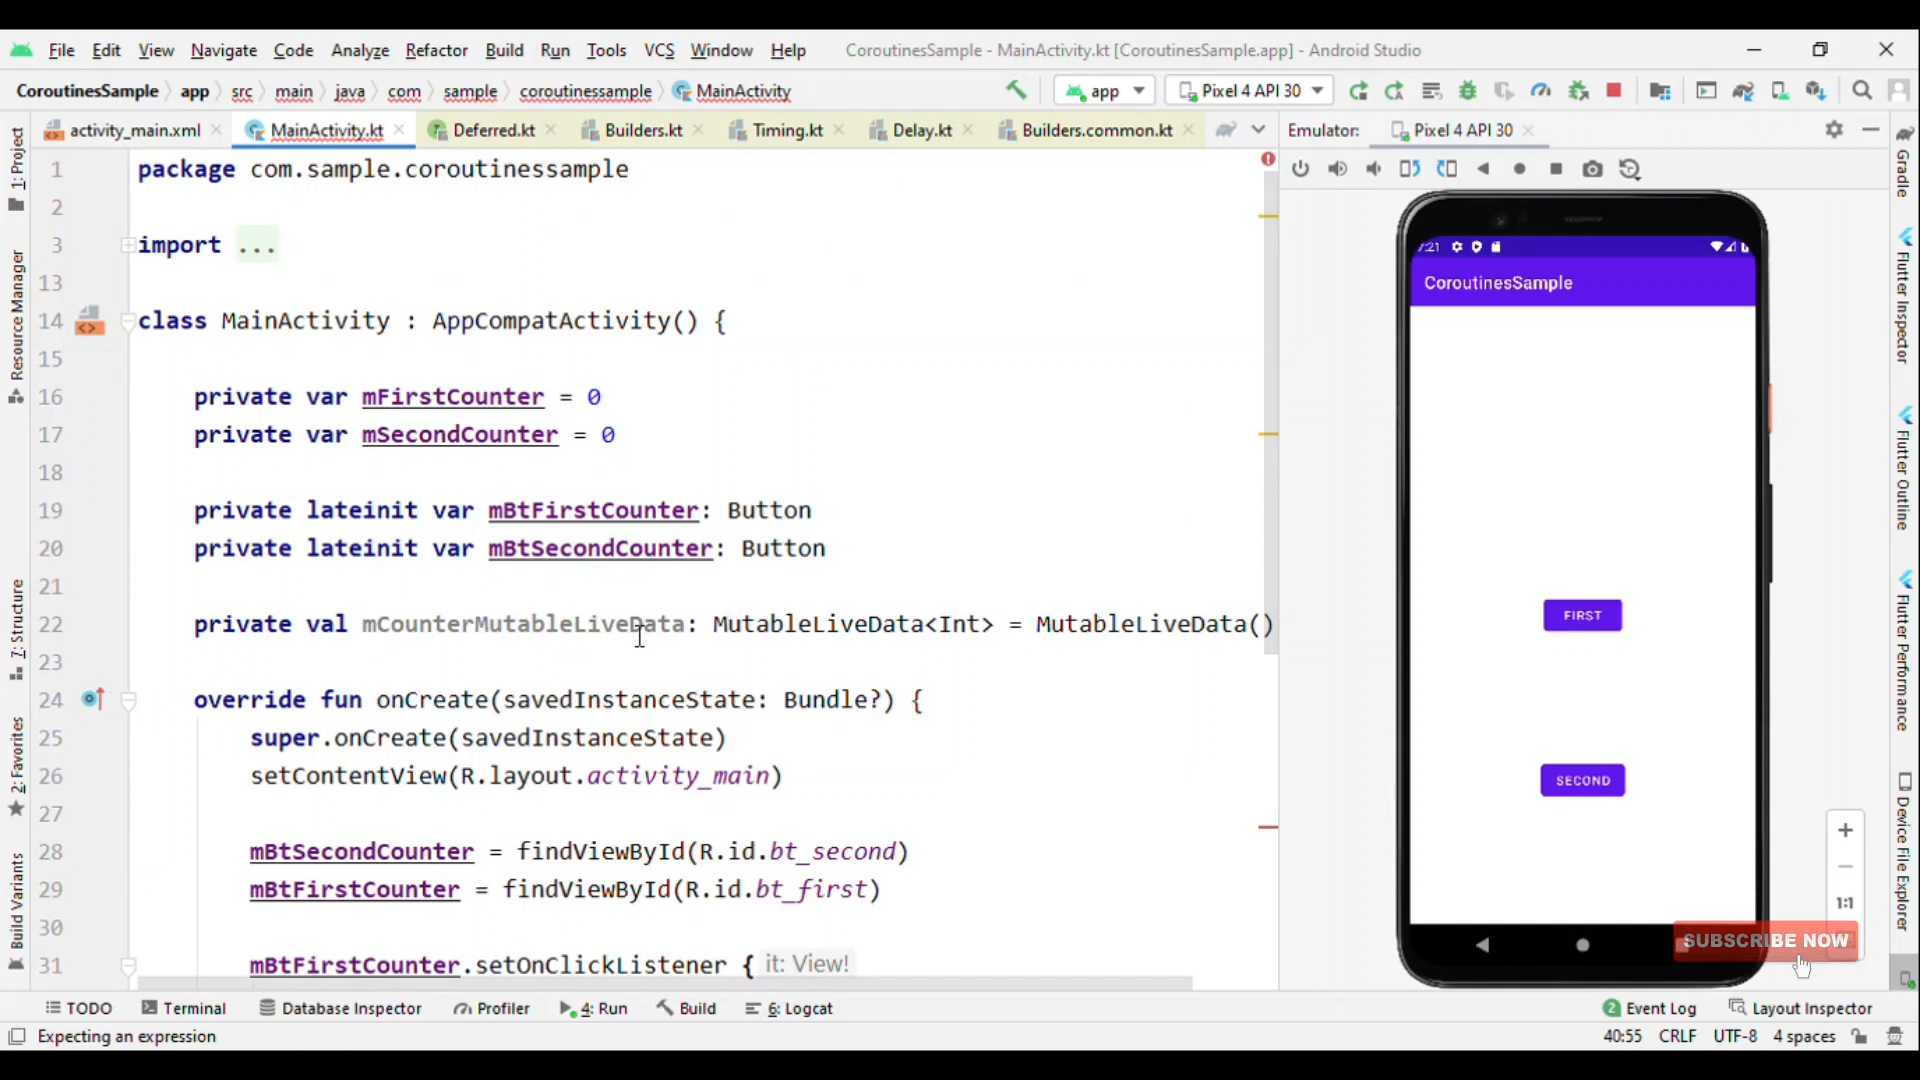 File Edit View Navigate Code Analyze Refactor Build Run Tools VCS Window Help CoroutinesSample - MainActivity.kt [CoroutinesSample.app] - Android Studio
CoroutinesSample app src main java com sample coroutinessample MainActivity app Pixel 4 API 30
activity_main.xml MainActivity.kt Deferred.kt Builders.kt Timing.kt Delay.kt Builders.common.kt Emulator: Pixel 4 API 30
1 package com.sample.coroutinessample
2
3 import ...
13
14 class MainActivity : AppCompatActivity() {
15
16 private var mFirstCounter = 0
17 private var mSecondCounter = 0
18
19 private lateinit var mBtFirstCounter: Button
20 private lateinit var mBtSecondCounter: Button
21
22 private val mCounterMutableLiveData: MutableLiveData<Int> = MutableLiveData()
23
24 override fun onCreate(savedInstanceState: Bundle?) {
25 super.onCreate(savedInstanceState)
26 setContentView(R.layout.activity_main)
27
28 mBtSecondCounter = findViewById(R.id.bt_second)
29 mBtFirstCounter = findViewById(R.id.bt_first)
30
31 mBtFirstCounter.setOnClickListener { it: View!
1: Project
Resource Manager
7: Structure
2: Favorites
Build Variants
7:21
CoroutinesSample
FIRST
SECOND
1:1
SUBSCRIBE NOW
Gradle
Flutter Inspector
Flutter Outline
Flutter Performance
Device File Explorer
TODO Terminal Database Inspector Profiler 4: Run Build 6: Logcat 2 Event Log Layout Inspector
Expecting an expression 40:55 CRLF UTF-8 4 spaces